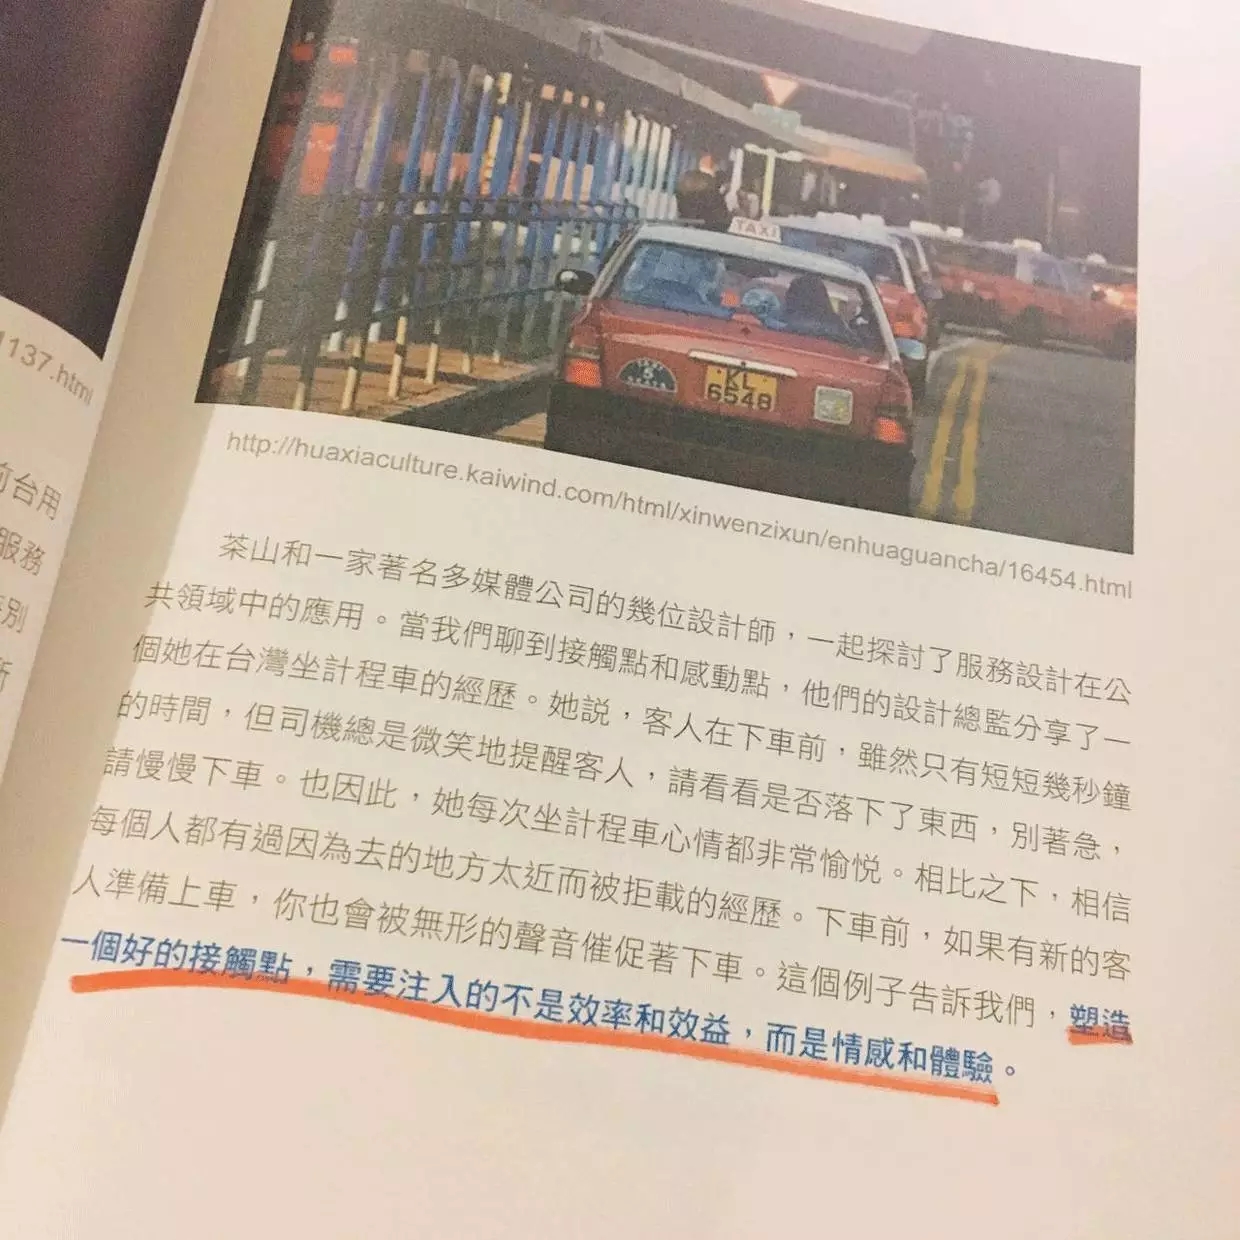 1137.html
前台用
服務
特別
新
TAXI
KL
6548
http://huaxiaculture.kaiwind.com/html/xinwenzixun/enhuaguancha/16454.html
茶山和一家著名多媒體公司的幾位設計師，一起探討了服務設計在公
共領域中的應用。當我們聊到接觸點和感動點，他們的設計總監分享了一
個她在台灣坐計程車的經歷。她説，客人在下車前，雖然只有短短幾秒鐘
的時間，但司機總是微笑地提醒客人，請看看是否落下了東西，別著急，
請慢慢下車。也因此，她每次坐計程車心情都非常愉悅。相比之下，相信
每個人都有過因為去的地方太近而被拒載的經歷。下車前，如果有新的客
人準備上車，你也會被無形的聲音催促著下車。這個例子告訴我們，塑造
一個好的接觸點，需要注入的不是效率和效益，而是情感和體驗。